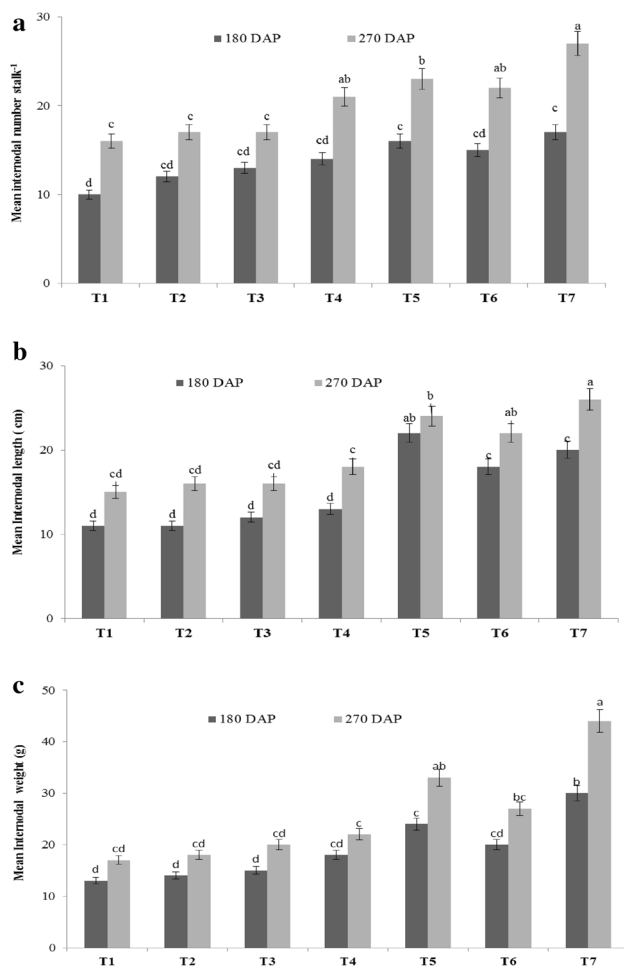 a
Mean internodal number stalk⁻¹
30
20
10
0
180 DAP 270 DAP
d c cd c cd c cd ab c b cd ab c a
T1 T2 T3 T4 T5 T6 T7
b
Mean Internodal length ( cm)
30
20
10
0
180 DAP 270 DAP
d cd d cd d cd d c ab b c ab c a
T1 T2 T3 T4 T5 T6 T7
c
Mean Internodal weight (g)
50
40
30
20
10
0
180 DAP 270 DAP
d cd d cd d cd cd c c ab cd bc b a
T1 T2 T3 T4 T5 T6 T7